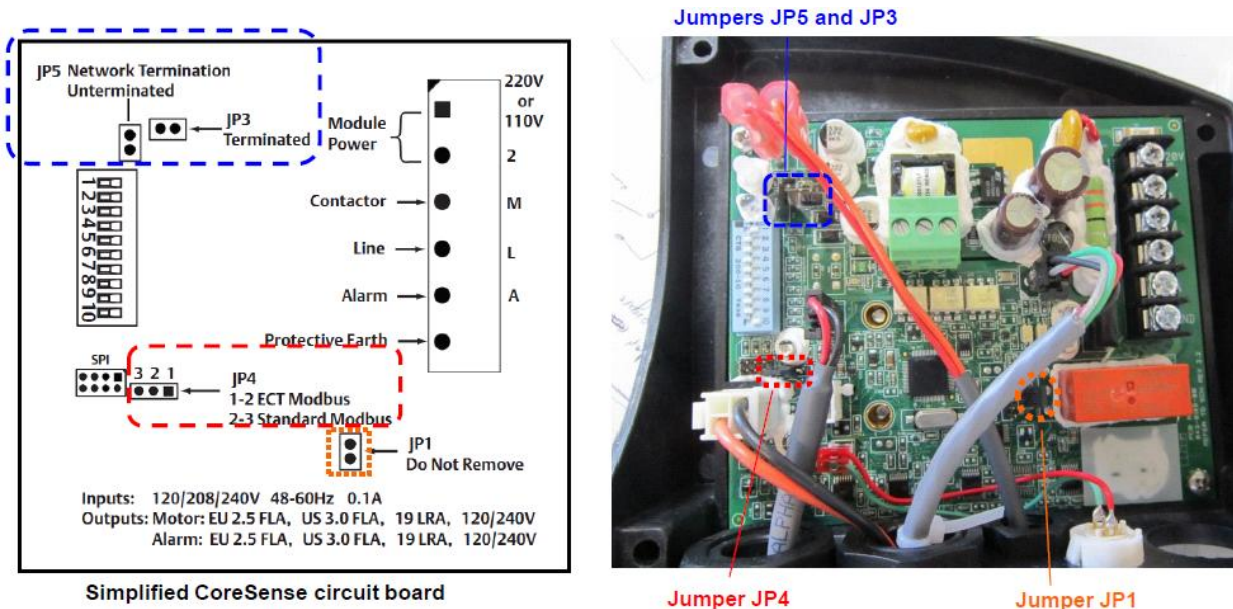 Jumpers JP5 and JP3
JP5 Network Termination
Unterminated
JP3
Terminated
Module
Power
220V
or
110V
2
Contactor
M
Line
L
Alarm
A
Protective Earth
1
2
3
4
5
6
7
8
9
10
SPI
3 2 1
JP4
1-2 ECT Modbus
2-3 Standard Modbus
JP1
Do Not Remove
Inputs: 120/208/240V 48-60Hz 0.1A
Outputs: Motor: EU 2.5 FLA, US 3.0 FLA, 19 LRA, 120/240V
Alarm: EU 2.5 FLA, US 3.0 FLA, 19 LRA, 120/240V
Simplified CoreSense circuit board
ALPHA
Jumper JP4
Jumper JP1